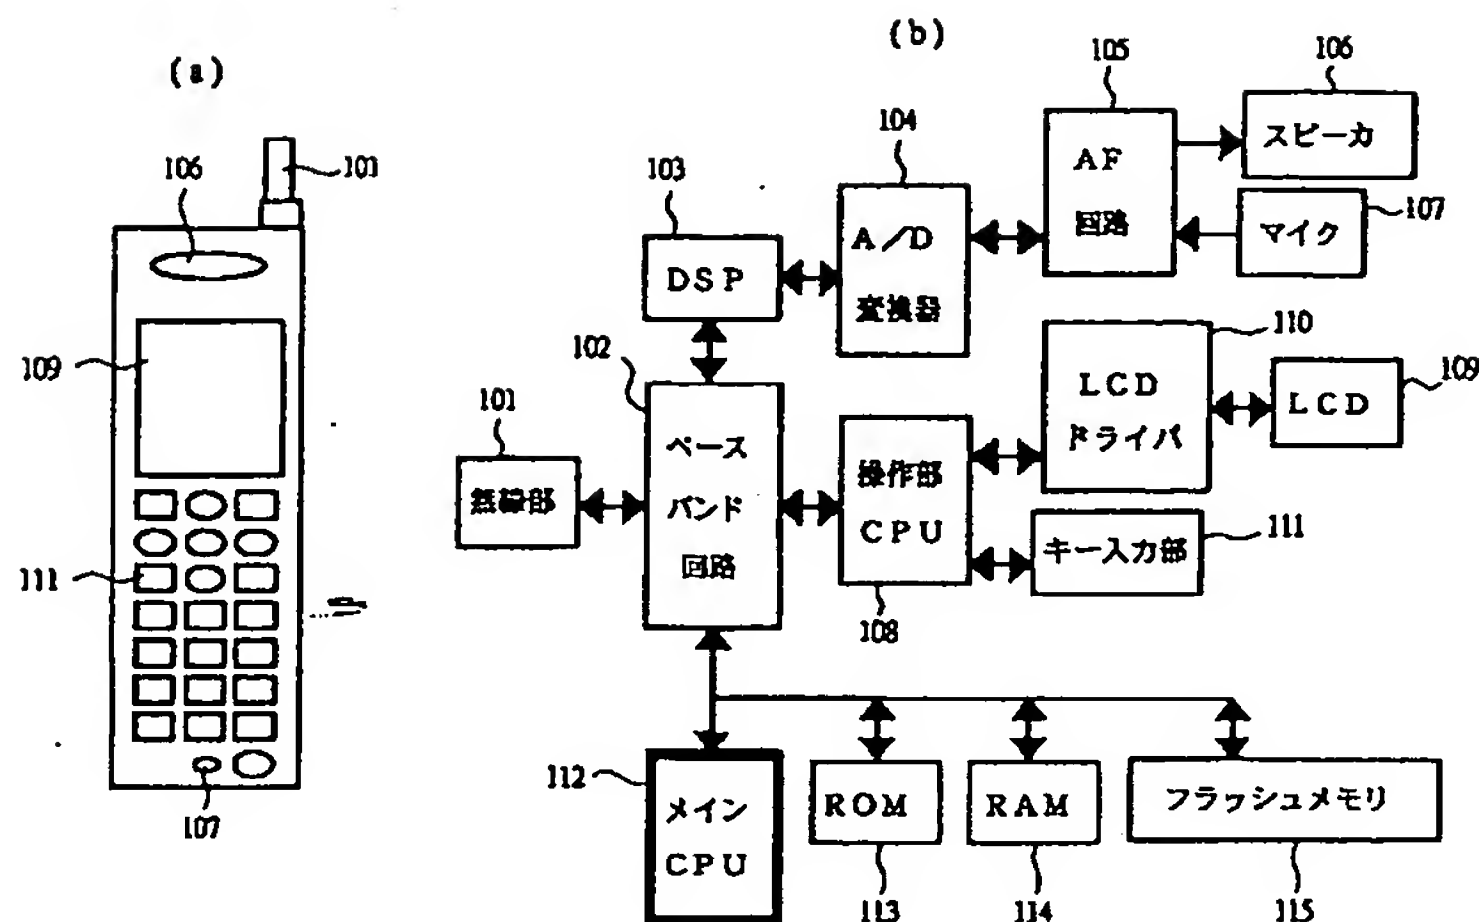 (a)
106
101
109
111
107
(b)
105
106
スピーカ
104
AF
回路
103
107
マイク
A/D
変換器
DSP
110
102
LCD
ドライバ
109
LCD
101
ベース
バンド
回路
無線部
操作部
CPU
111
キー入力部
108
112
メイン
CPU
ROM
RAM
フラッシュメモリ
113
114
115